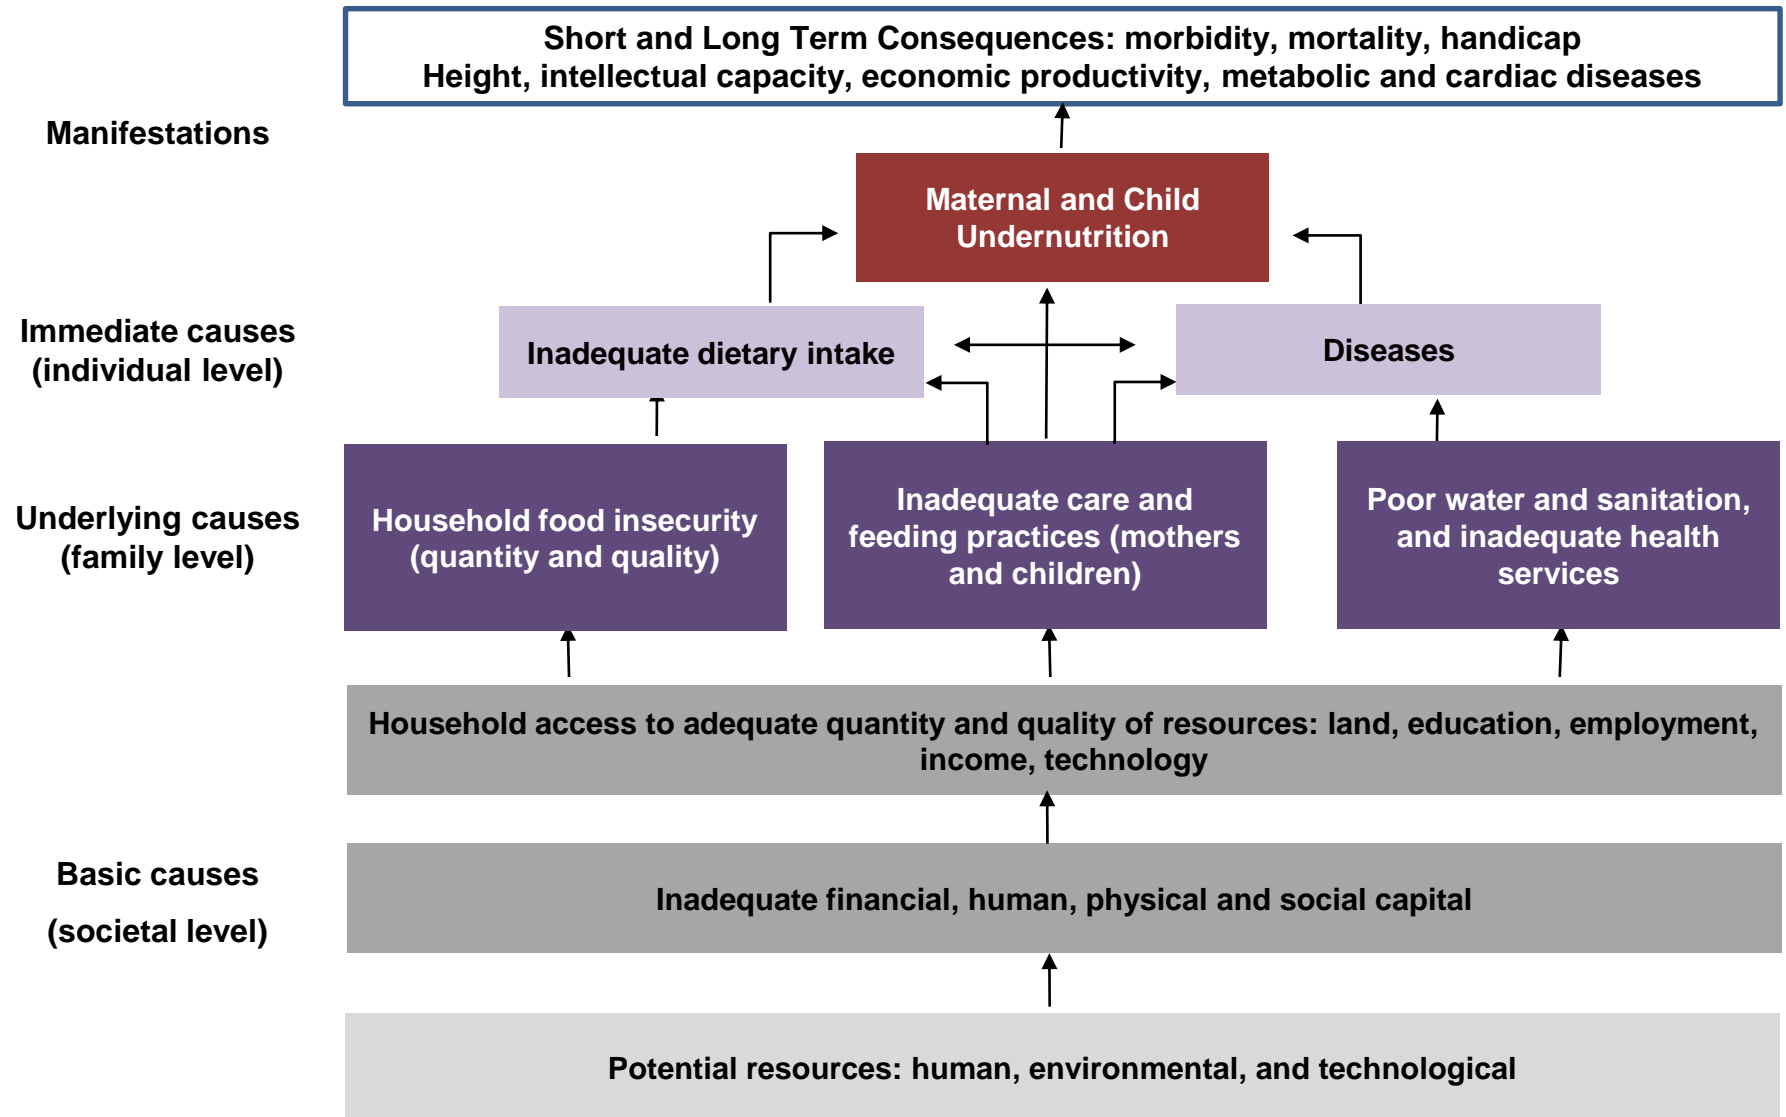 Short and Long Term Consequences: morbidity, mortality, handicap
Height, intellectual capacity, economic productivity, metabolic and cardiac diseases
Manifestations
Maternal and Child
Undernutrition
Immediate causes
(individual level)
Inadequate dietary intake
Diseases
Underlying causes
(family level)
Household food insecurity
(quantity and quality)
Inadequate care and
feeding practices (mothers
and children)
Poor water and sanitation,
and inadequate health
services
Household access to adequate quantity and quality of resources: land, education, employment,
income, technology
Basic causes
(societal level)
Inadequate financial, human, physical and social capital
Potential resources: human, environmental, and technological